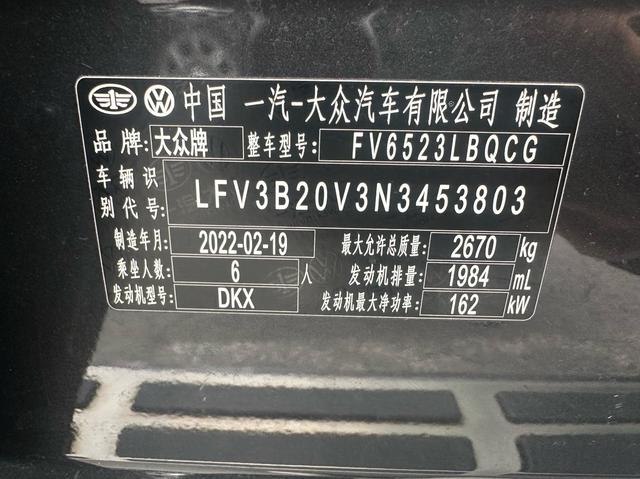 中国 一汽-大众汽车有限公司 制造
品牌: 大众牌 整车型号: FV6523LBQCG
车辆识别代号: LFV3B20V3N3453803
制造年月: 2022-02-19 最大允许总质量: 2670 kg
乘坐人数: 6 人 发动机排量: 1984 mL
发动机型号: DKX 发动机最大净功率: 162 kW